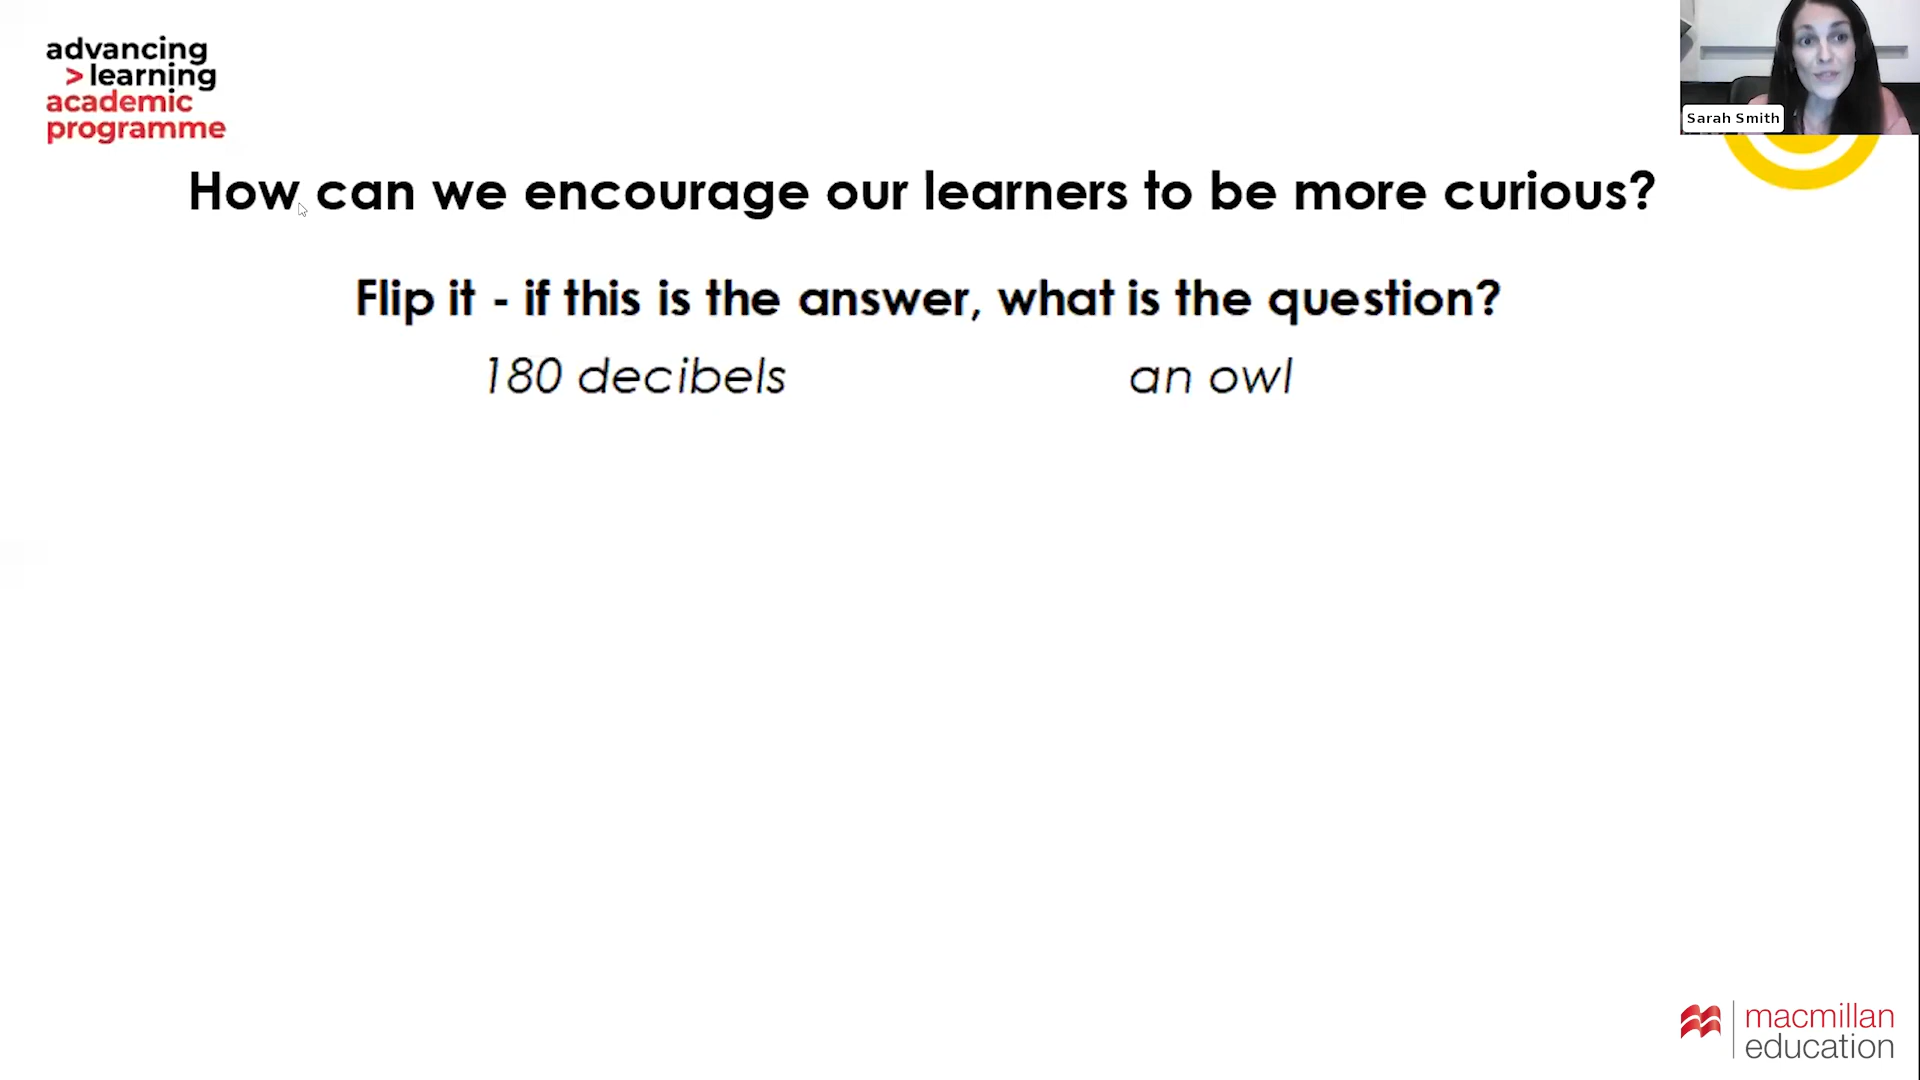 advancing
>learning
academic
programme
Sarah Smith
How can we encourage our learners to be more curious?
Flip it - if this is the answer, what is the question?
180 decibels an owl
macmillan
education